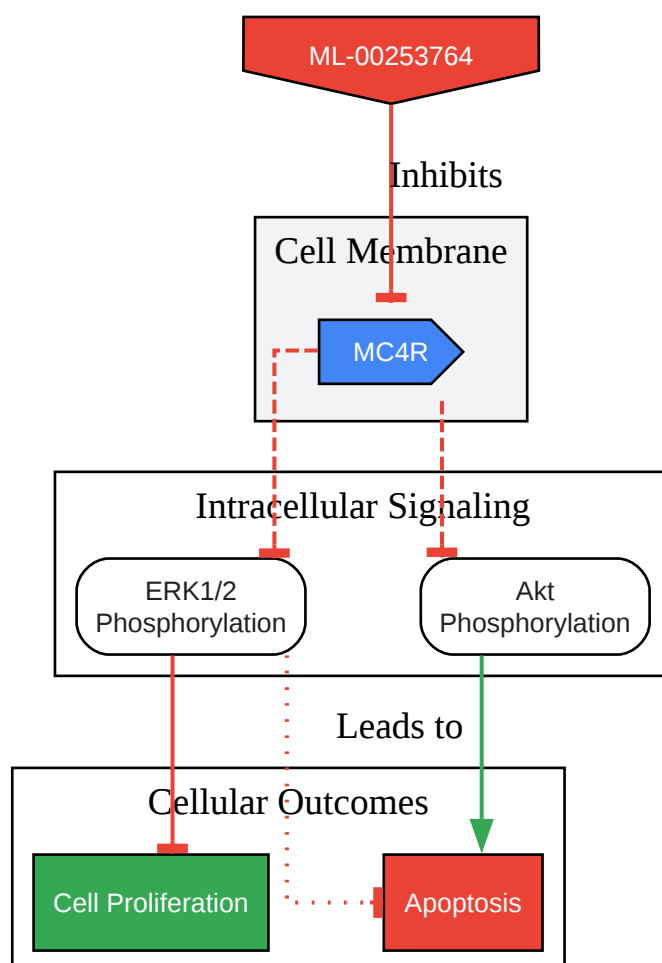 ML-00253764
Inhibits
Cell Membrane
MC4R
Intracellular Signaling
ERK1/2
Phosphorylation
Akt
Phosphorylation
Leads to
Cellular Outcomes
Cell Proliferation
Apoptosis